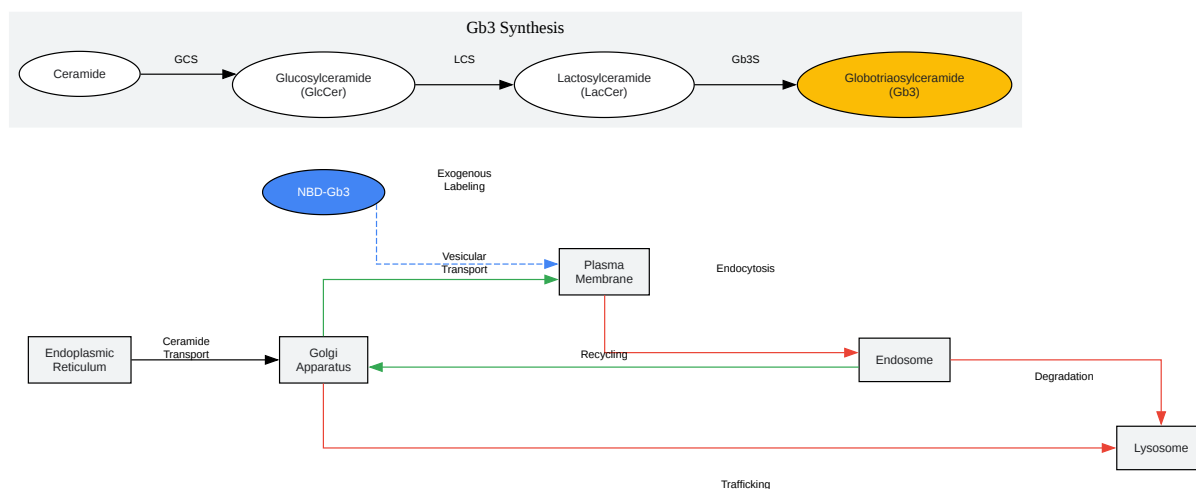 Gb3 Synthesis
Ceramide
GCS
Glucosylceramide
(GlcCer)
LCS
Lactosylceramide
(LacCer)
Gb3S
Globotriaosylceramide
(Gb3)
NBD-Gb3
Exogenous
Labeling
Vesicular
Transport
Plasma
Membrane
Endocytosis
Endoplasmic
Reticulum
Ceramide
Transport
Golgi
Apparatus
Recycling
Endosome
Degradation
Lysosome
Trafficking